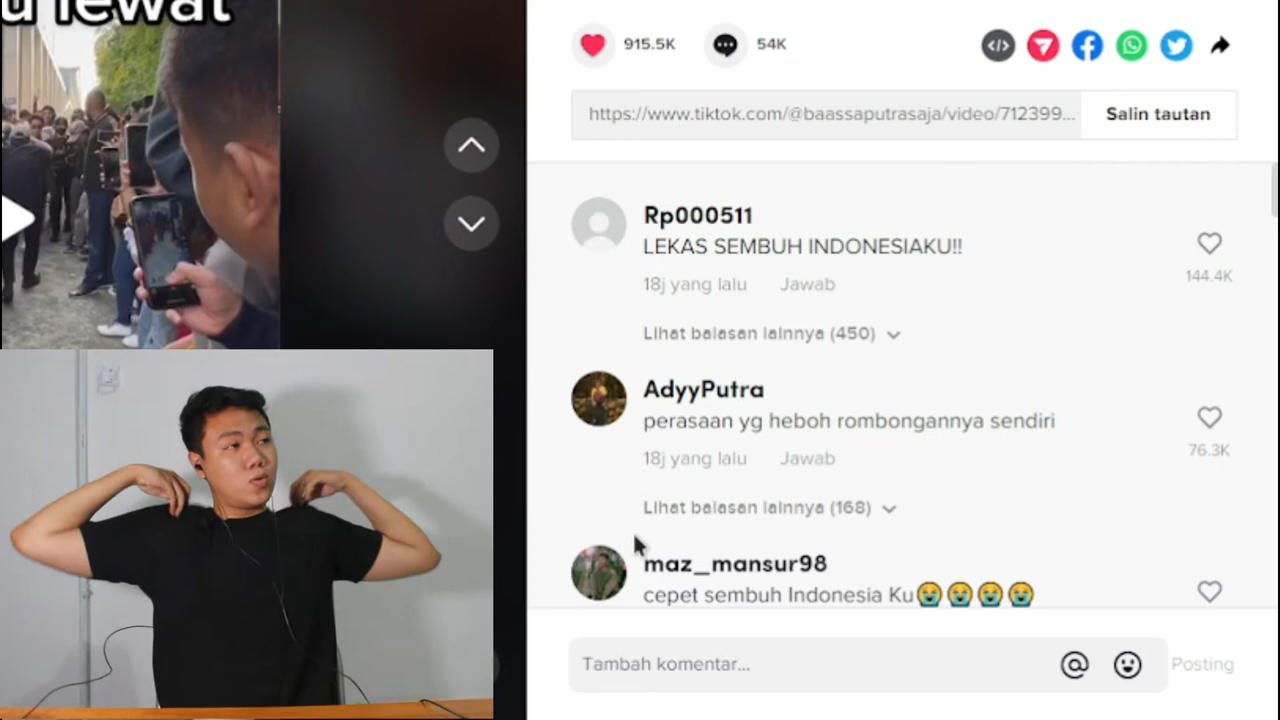 u lewat
915.5K
54K
https://www.tiktok.com/@baassaputrasaja/video/712399...
Salin tautan
Rp000511
LEKAS SEMBUH INDONESIAKU!!
144.4K
18j yang lalu Jawab
Lihat balasan lainnya (450)
AdyyPutra
perasaan yg heboh rombongannya sendiri
76.3K
18j yang lalu Jawab
Lihat balasan lainnya (168)
maz_mansur98
cepet sembuh Indonesia Ku😭😭😭😭
Tambah komentar...
Posting